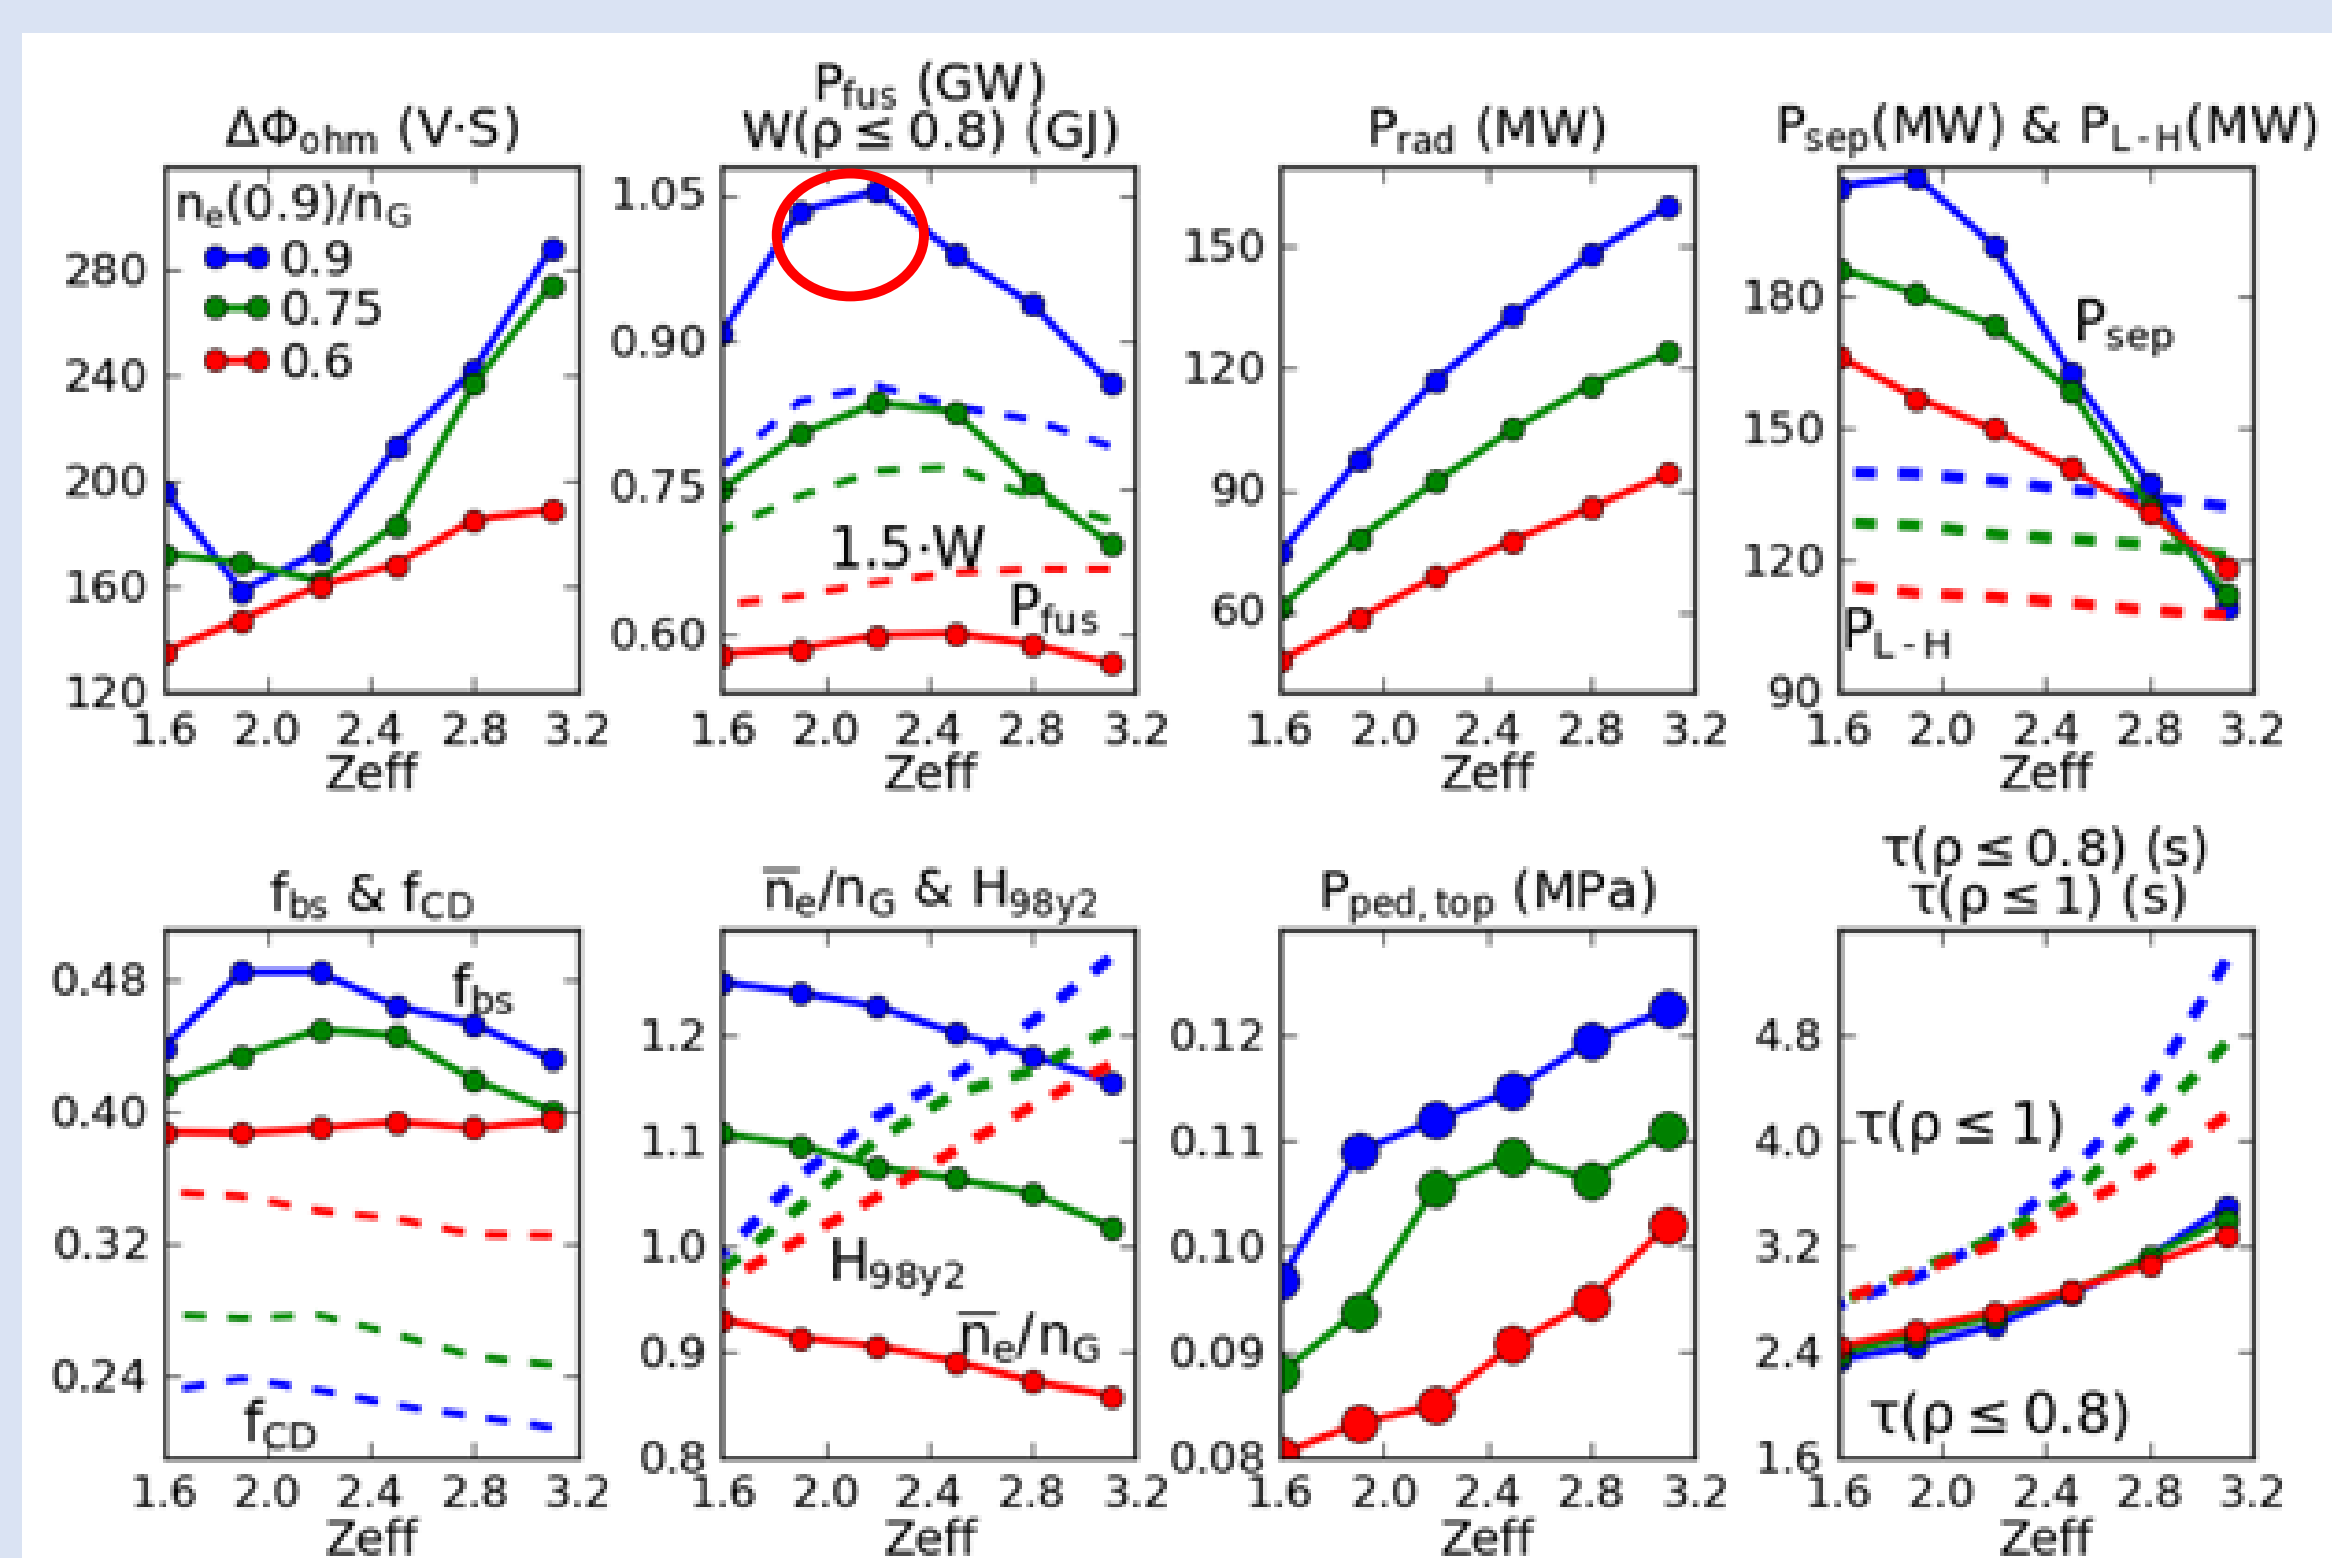 ΔΦohm (V·S)
ne(0.9)/nG
0.9
0.75
0.6
280
240
200
160
120
1.6 2.0 2.4 2.8 3.2
Zeff
Pfus (GW)
W(ρ ≤ 0.8) (GJ)
1.05
0.90
0.75
0.60
1.5·W
Pfus
1.6 2.0 2.4 2.8 3.2
Zeff
Prad (MW)
150
120
90
60
1.6 2.0 2.4 2.8 3.2
Zeff
Psep(MW) & PL-H(MW)
180
150
120
90
Psep
PL-H
1.6 2.0 2.4 2.8 3.2
Zeff
fbs & fCD
0.48
0.40
0.32
0.24
fbs
fCD
1.6 2.0 2.4 2.8 3.2
Zeff
n̅e/nG & H98y2
1.2
1.1
1.0
0.9
0.8
H98y2
n̅e/nG
1.6 2.0 2.4 2.8 3.2
Zeff
Pped, top (MPa)
0.12
0.11
0.10
0.09
0.08
1.6 2.0 2.4 2.8 3.2
Zeff
τ(ρ ≤ 0.8) (s)
τ(ρ ≤ 1) (s)
4.8
4.0
3.2
2.4
1.6
τ(ρ ≤ 1)
τ(ρ ≤ 0.8)
1.6 2.0 2.4 2.8 3.2
Zeff